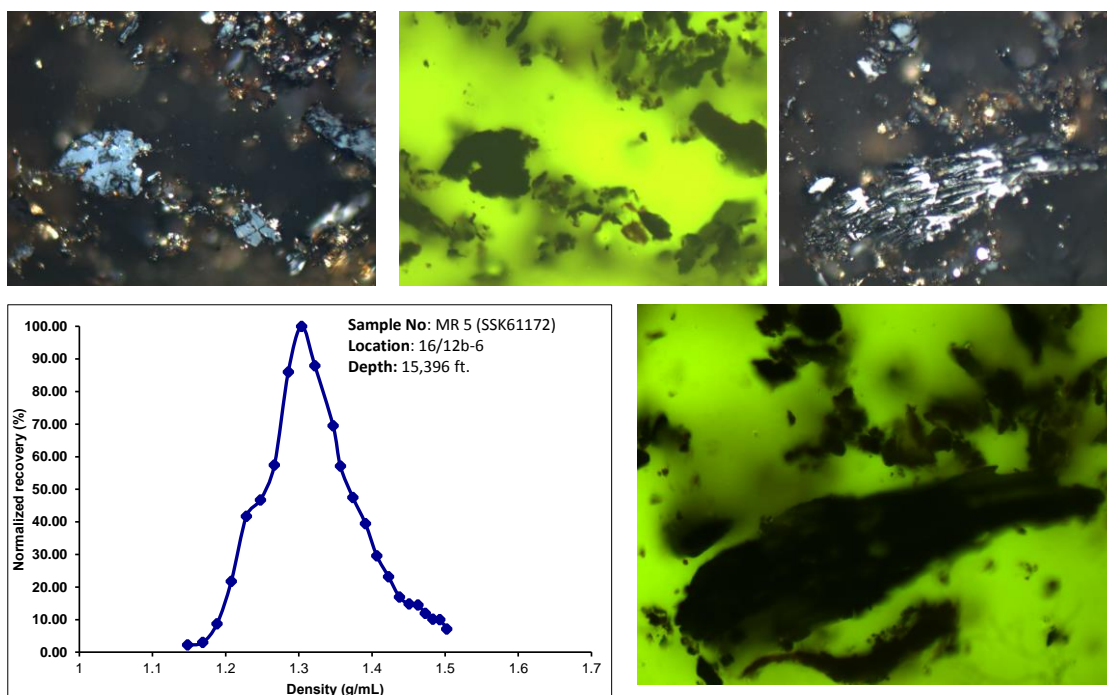 Sample No: MR 5 (SSK61172)
Location: 16/12b-6
Depth: 15,396 ft.
Normalized recovery (%)
100.00
90.00
80.00
70.00
60.00
50.00
40.00
30.00
20.00
10.00
0.00
1 1.1 1.2 1.3 1.4 1.5 1.6 1.7
Density (g/mL)